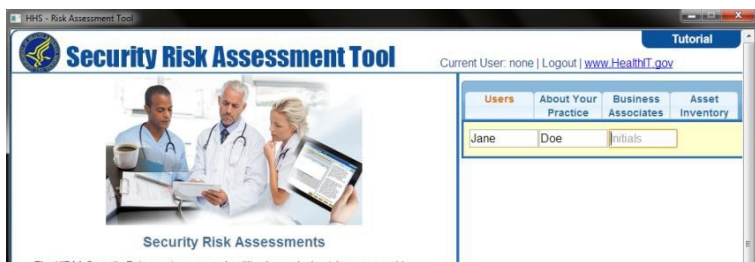 HHS - Risk Assessment Tool
Tutorial
Security Risk Assessment Tool
Current User: none | Logout | www.HealthIT.gov
Users
About Your Practice
Business Associates
Asset Inventory
Jane Doe Initials
Security Risk Assessments